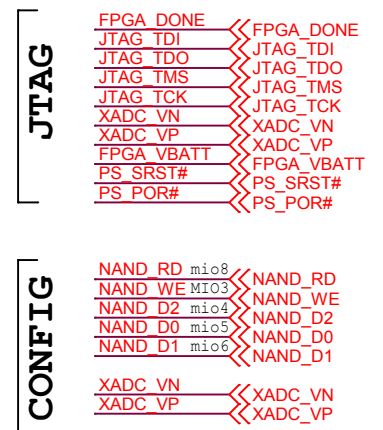 JTAG
FPGA_DONE FPGA_DONE
JTAG_TDI JTAG_TDI
JTAG_TDO JTAG_TDO
JTAG_TMS JTAG_TMS
JTAG_TCK JTAG_TCK
XADC_VN XADC_VN
XADC_VP XADC_VP
FPGA_VBATT FPGA_VBATT
PS_SRST# PS_SRST#
PS_POR# PS_POR#
CONFIG
NAND_RD mio8 NAND_RD
NAND_WE MIO3 NAND_WE
NAND_D2 mio4 NAND_D2
NAND_D0 mio5 NAND_D0
NAND_D1 mio6 NAND_D1
XADC_VN XADC_VN
XADC_VP XADC_VP